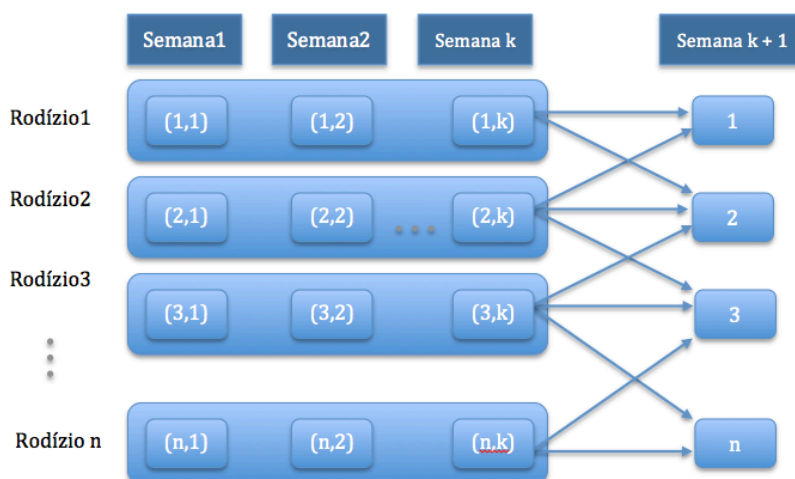 Semana1 Semana2 Semana k Semana k + 1
Rodízio1 (1,1) (1,2) (1,k) 1
Rodízio2 (2,1) (2,2) ... (2,k) 2
Rodízio3 (3,1) (3,2) (3,k) 3
Rodízio n (n,1) (n,2) (n,k) n